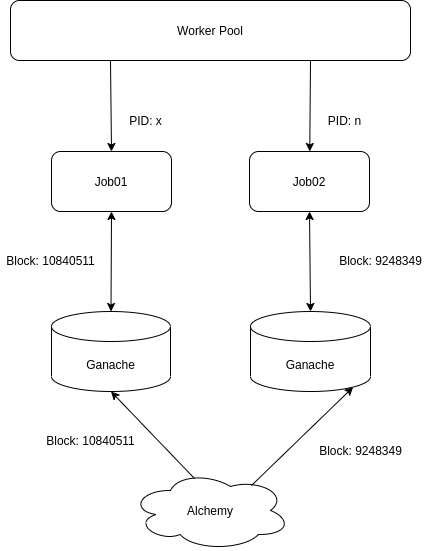 Worker Pool
PID: x
PID: n
Job01
Job02
Block: 10840511
Block: 9248349
Ganache
Ganache
Block: 10840511
Block: 9248349
Alchemy